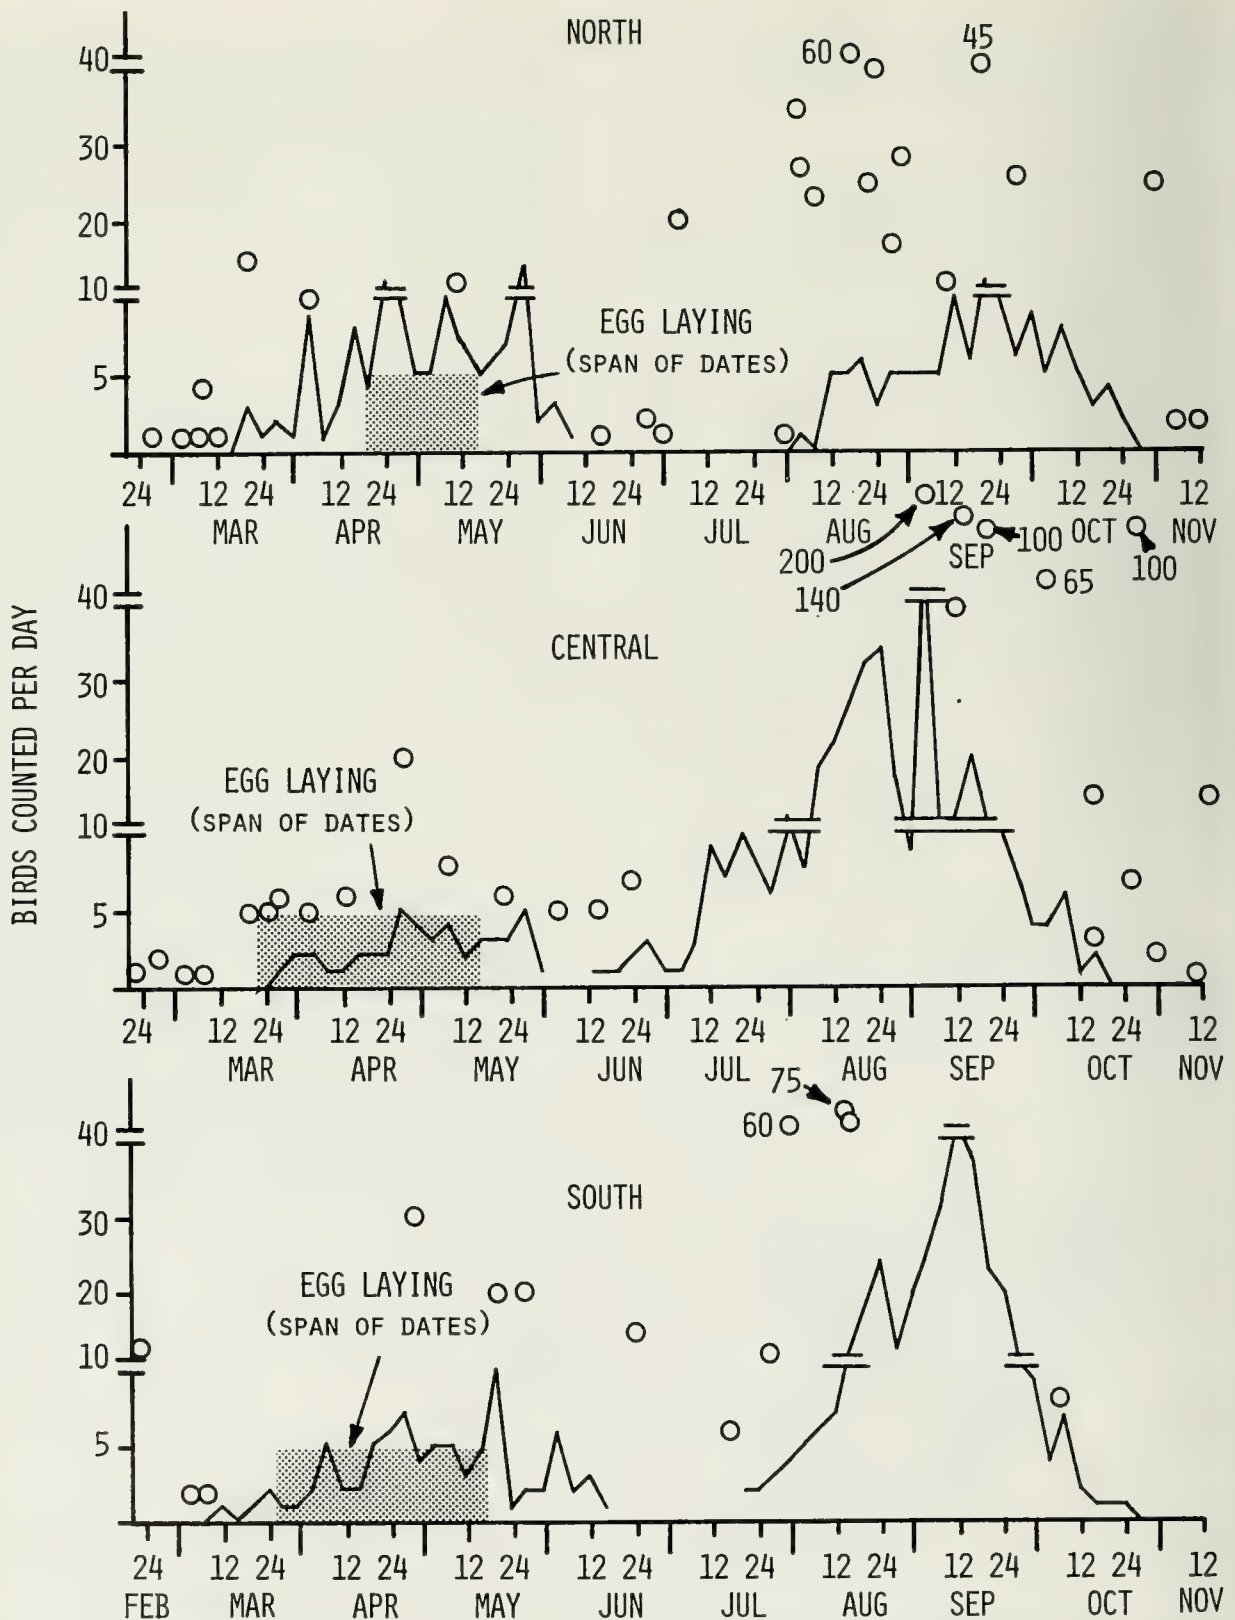 NORTH
40
60
45
30
20
10
EGG LAYING
(SPAN OF DATES)
5
24 12 24 12 24 12 24 12 24 12 24 12 24 12 24 12 24 12
MAR APR MAY JUN JUL AUG SEP OCT NOV
200
140
100
65
100
BIRDS COUNTED PER DAY
CENTRAL
40
30
20
EGG LAYING
(SPAN OF DATES)
10
5
24 12 24 12 24 12 24 12 24 12 24 12 24 12 24 12 24 12
MAR APR MAY JUN JUL AUG SEP OCT NOV
75
60
40
SOUTH
30
EGG LAYING
20
(SPAN OF DATES)
10
5
24 12 24 12 24 12 24 12 24 12 24 12 24 12 24 12 24 12
FEB MAR APR MAY JUN JUL AUG SEP OCT NOV